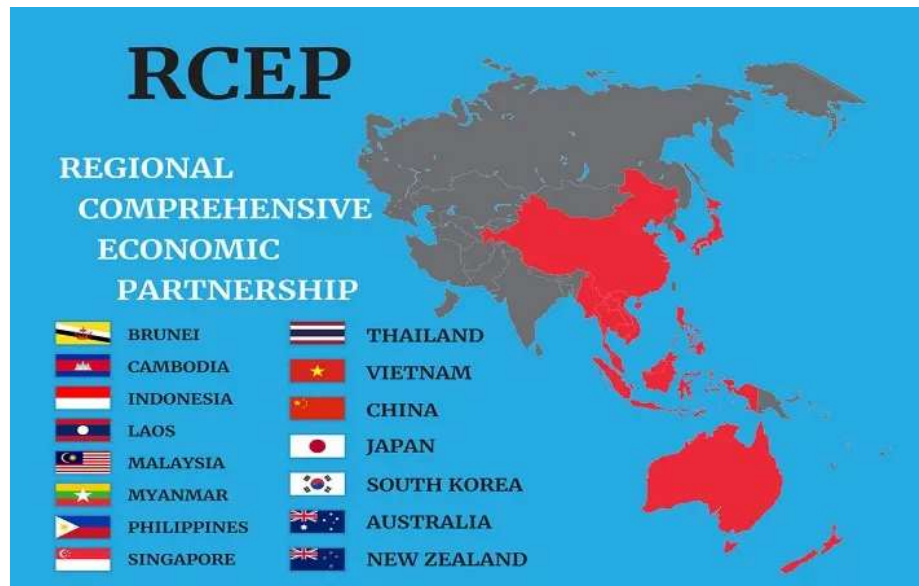 RCEP
REGIONAL
COMPREHENSIVE
ECONOMIC
PARTNERSHIP
BRUNEI
CAMBODIA
INDONESIA
LAOS
MALAYSIA
MYANMAR
PHILIPPINES
SINGAPORE
THAILAND
VIETNAM
CHINA
JAPAN
SOUTH KOREA
AUSTRALIA
NEW ZEALAND